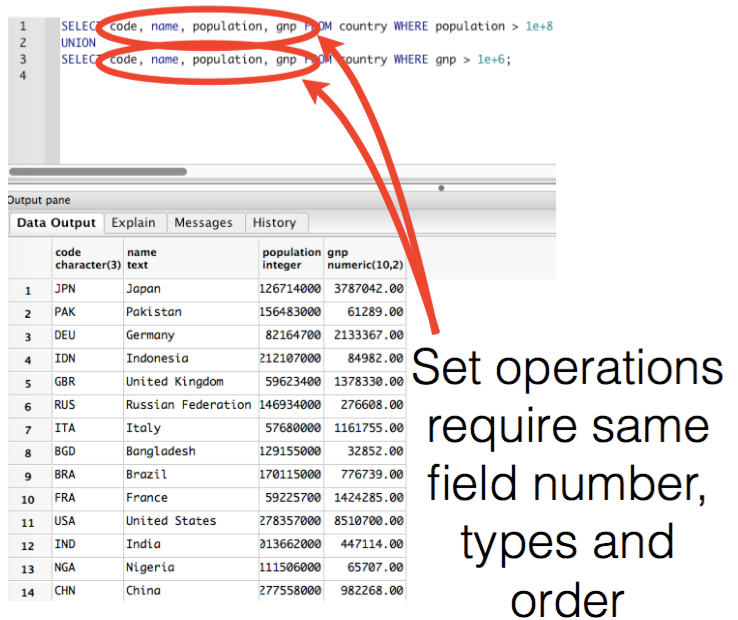 1 SELECT code, name, population, gnp FROM country WHERE population > 1e+8
2 UNION
3 SELECT code, name, population, gnp FROM country WHERE gnp > 1e+6;
4
Output pane
Data Output Explain Messages History
code name population gnp
character(3) text integer numeric(10,2)
1 JPN Japan 126714000 3787042.00
2 PAK Pakistan 156483000 61289.00
3 DEU Germany 82164700 2133367.00
4 IDN Indonesia 212107000 84982.00
5 GBR United Kingdom 59623400 1378330.00
6 RUS Russian Federation 146934000 276608.00
7 ITA Italy 57680000 1161755.00
8 BGD Bangladesh 129155000 32852.00
9 BRA Brazil 170115000 776739.00
10 FRA France 59225700 1424285.00
11 USA United States 278357000 8510700.00
12 IND India 013662000 447114.00
13 NGA Nigeria 111506000 65707.00
14 CHN China 277558000 982268.00
Set operations
require same
field number,
types and
order